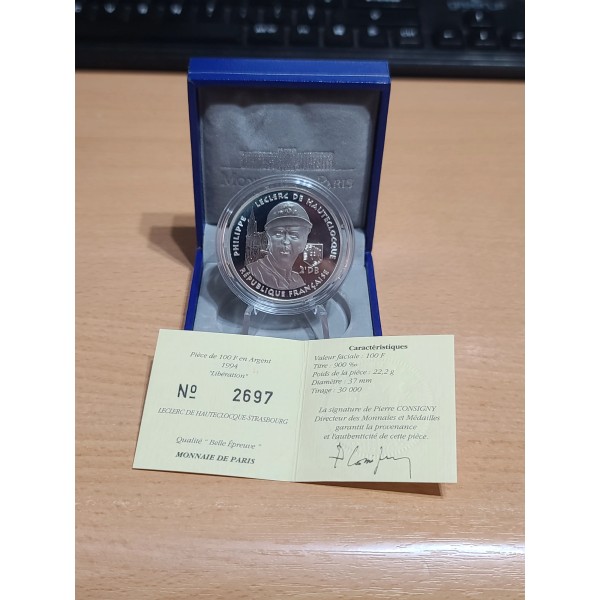 MONNAIE DE PARIS
PHILIPPE LECLERC DE HAUTECLOCQUE
2e DB
RÉPUBLIQUE FRANÇAISE
Pièce de 100 F en Argent
1994
"Libération"
Nº 2697
LECLERC DE HAUTECLOCQUE-STRASBOURG
Qualité " Belle Épreuve "
MONNAIE DE PARIS
Caractéristiques
Valeur faciale : 100 F
Titre : 900 ‰
Poids de la pièce : 22,2 g
Diamètre : 37 mm
Tirage : 30 000
La signature de Pierre CONSIGNY
Directeur des Monnaies et Médailles
garantit la provenance
et l'authenticité de cette pièce.